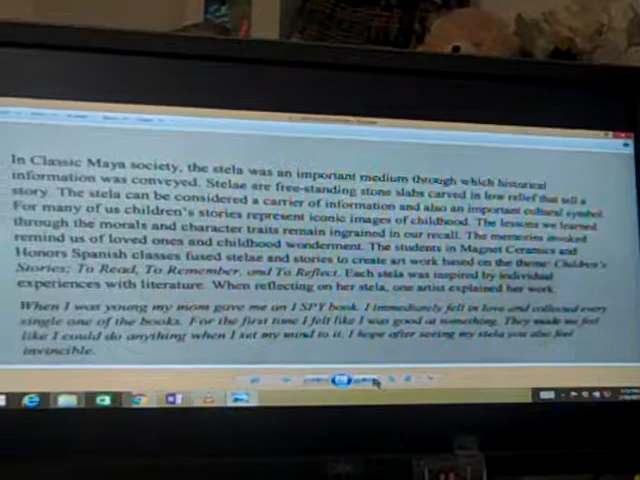 In Classic Maya society, the stela was an important medium through which historical
information was conveyed. Stelae are free-standing stone slabs carved in low relief that tell a
story. The stela can be considered a carrier of information and also an important cultural symbol.
For many of us children's stories represent iconic images of childhood. The lessons we learned
through the morals and character traits remain ingrained in our recall. The memories invoked
remind us of loved ones and childhood wonderment. The students in Magnet Ceramics and
Honors Spanish classes fused stelae and stories to create art work based on the theme: Children's
Stories; To Read, To Remember, and To Reflect. Each stela was inspired by individual
experiences with literature. When reflecting on her stela, one artist explained her work.
When I was young my mom gave me an I SPY book. I immediately fell in love and collected every
single one of the books. For the first time I felt like I was good at something. They made me feel
like I could do anything when I set my mind to it. I hope after seeing my stela you also feel
invincible.